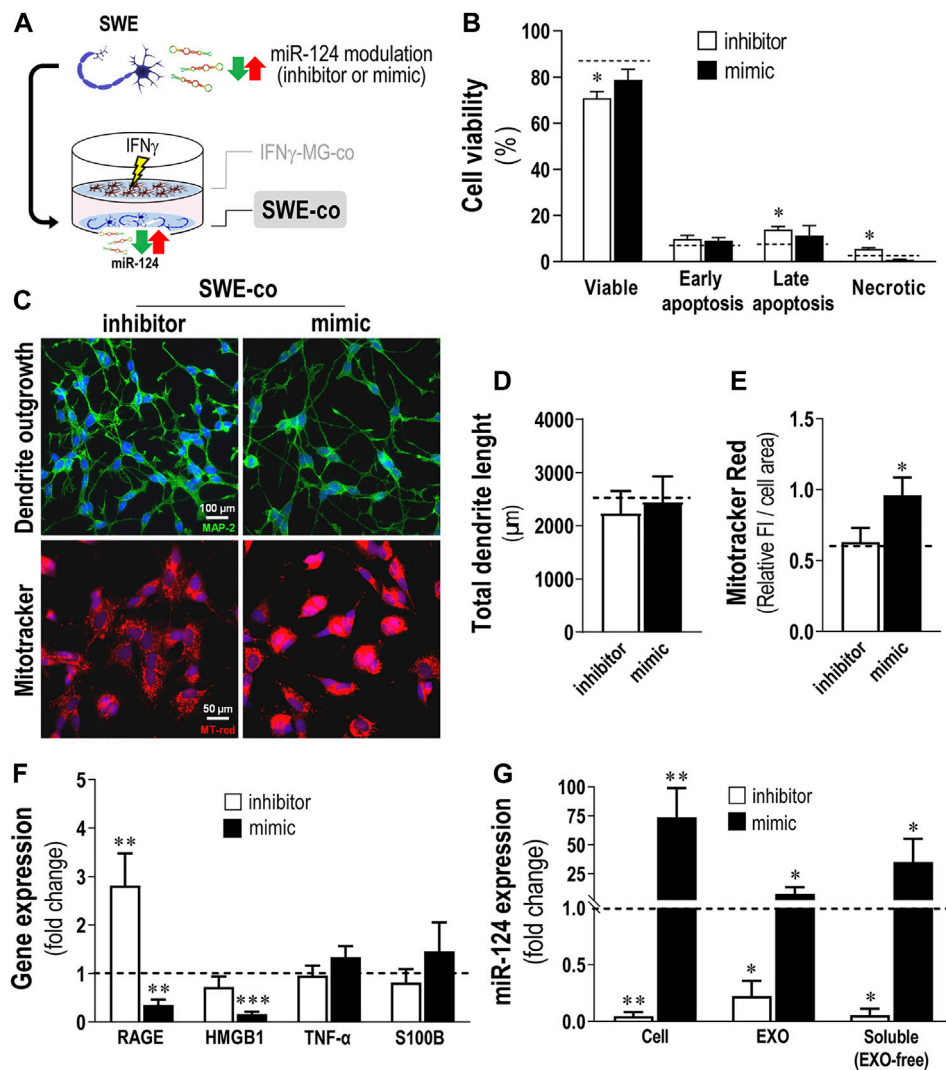 A
SWE
miR-124 modulation
(inhibitor or mimic)
IFNγ
IFNγ-MG-co
SWE-co
miR-124
B
Cell viability
(%)
100
80
60
40
20
0
inhibitor
mimic
*
*
*
Viable
Early
apoptosis
Late
apoptosis
Necrotic
C
SWE-co
inhibitor
mimic
Dendrite outgrowth
100 µm
MAP-2
Mitotracker
50 µm
MT-red
D
Total dendrite lenght
(µm)
4000
3000
2000
1000
0
inhibitor
mimic
E
Mitotracker Red
(Relative FI / cell area)
1.5
1.0
0.5
0.0
*
inhibitor
mimic
F
Gene expression
(fold change)
5
4
3
2
1
0
inhibitor
mimic
**
**
***
RAGE
HMGB1
TNF-α
S100B
G
miR-124 expression
(fold change)
100
75
50
25
1.0
0.5
0.0
inhibitor
mimic
**
**
*
*
*
*
Cell
EXO
Soluble
(EXO-free)